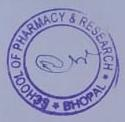 SCHOOL OF PHARMACY & RESEARCH
* BHOPAL *